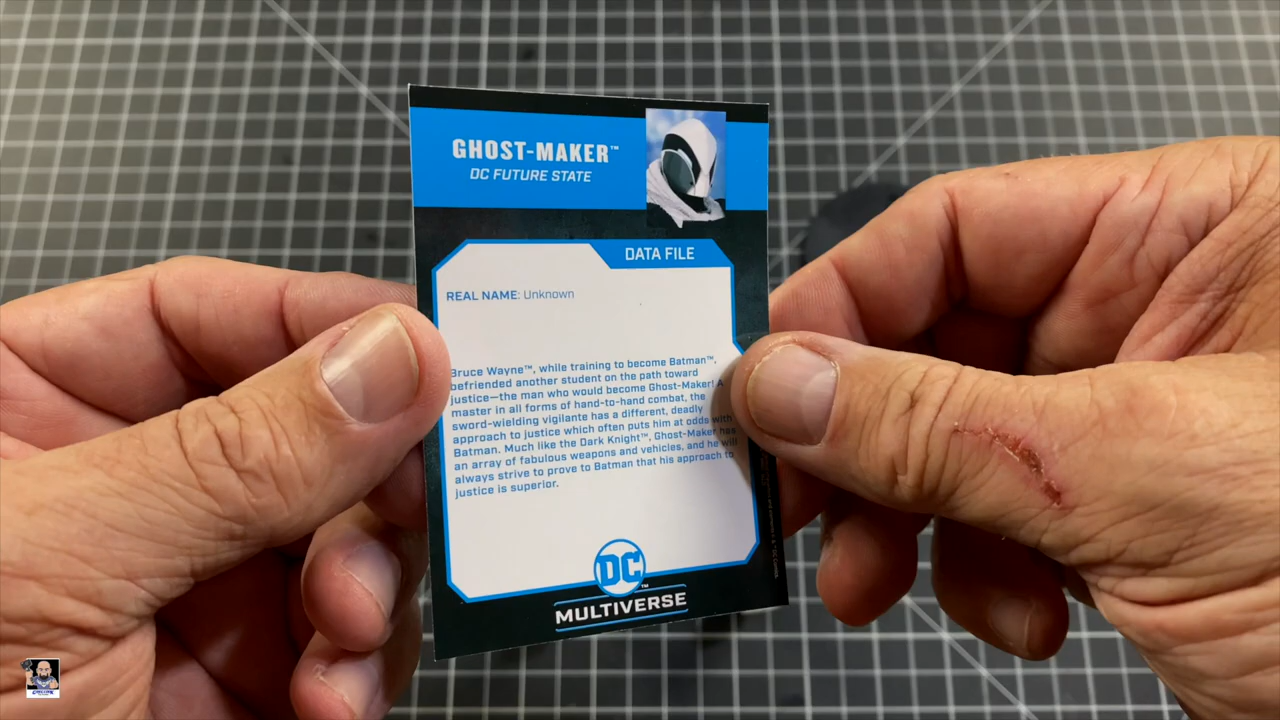 GHOST-MAKER™
DC FUTURE STATE
DATA FILE
REAL NAME: Unknown
Bruce Wayne™, while training to become Batman™,
befriended another student on the path toward
justice—the man who would become Ghost-Maker! A
master in all forms of hand-to-hand combat, the
sword-wielding vigilante has a different, deadly
approach to justice which often puts him at odds with
Batman. Much like the Dark Knight™, Ghost-Maker has
an array of fabulous weapons and vehicles, and he will
always strive to prove to Batman that his approach to
justice is superior.
DC™
MULTIVERSE